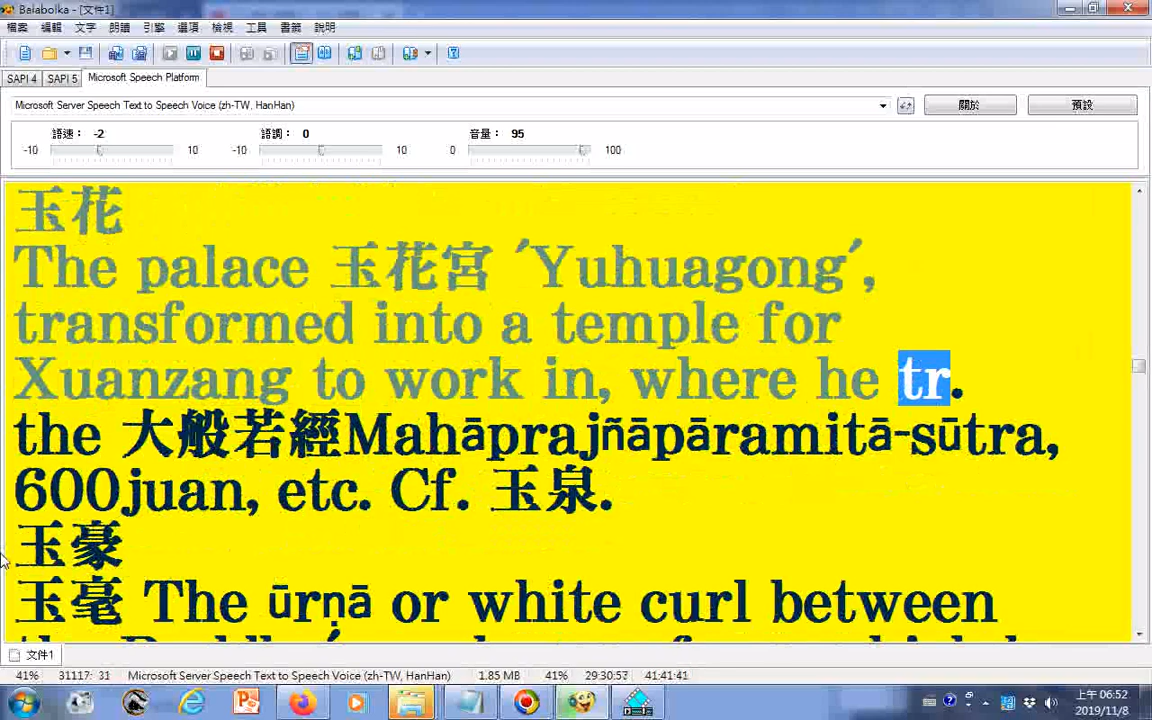 Balabolka - [文件1]
檔案 編輯 文字 朗讀 引擎 選項 檢視 工具 書籤 說明
SAPI 4 SAPI 5 Microsoft Speech Platform
Microsoft Server Speech Text to Speech Voice (zh-TW, HanHan) 關於 預設
語速： -2 語調： 0 音量： 95
-10 10 -10 10 0 100
玉花
The palace 玉花宮 ′Yuhuagong′,
transformed into a temple for
Xuanzang to work in, where he tr.
the 大般若經Mahāprajñāpāramitā-sūtra,
600juan, etc. Cf. 玉泉.
玉豪
玉毫 The ūrṇā or white curl between
文件1
41% 31117: 31 Microsoft Server Speech Text to Speech Voice (zh-TW, HanHan) 1.85 MB 41% 29:30:53 41:41:41
上午 06:52
2019/11/8